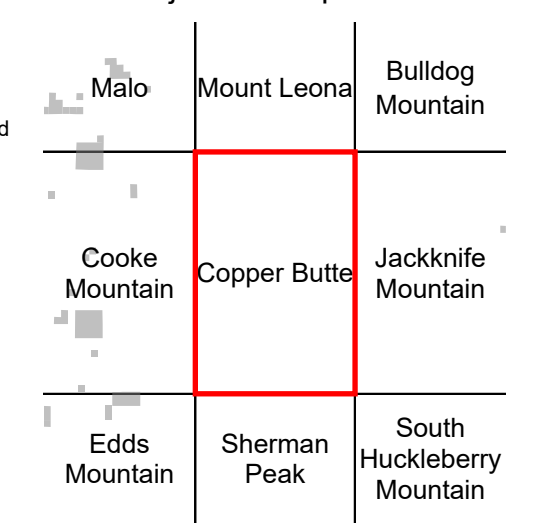 Malo
Mount Leona
Bulldog
Mountain
Cooke
Mountain
Copper Butte
Jackknife
Mountain
Edds
Mountain
Sherman
Peak
South
Huckleberry
Mountain